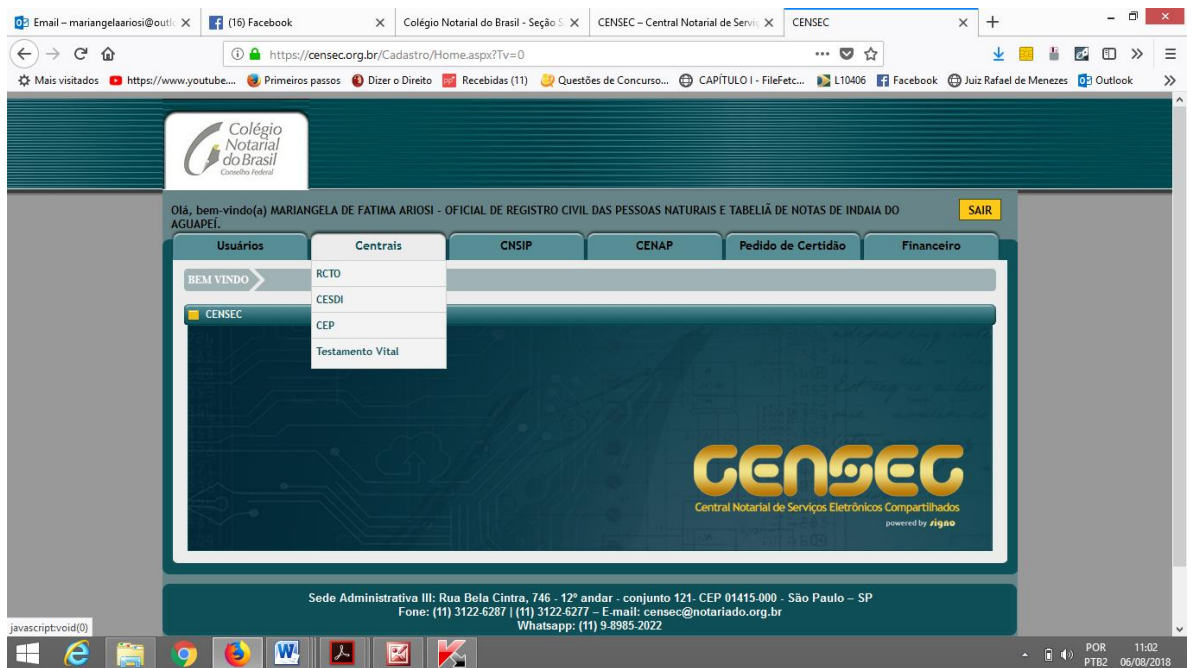 Email – mariangelaariosi@outl
(16) Facebook
Colégio Notarial do Brasil - Seção S
CENSEC – Central Notarial de Serviç
CENSEC
https://censec.org.br/Cadastro/Home.aspx?Tv=0
Mais visitados
https://www.youtube....
Primeiros passos
Dizer o Direito
Recebidas (11)
Questões de Concurso...
CAPÍTULO I - FileFetc...
L10406
Facebook
Juiz Rafael de Menezes
Outlook
Colégio
Notarial
do Brasil
Conselho Federal
Olá, bem-vindo(a) MARIANGELA DE FATIMA ARIOSI - OFICIAL DE REGISTRO CIVIL DAS PESSOAS NATURAIS E TABELIÃ DE NOTAS DE INDAIA DO
AGUAPEÍ.
SAIR
Usuários
Centrais
CNSIP
CENAP
Pedido de Certidão
Financeiro
RCTO
CESDI
CEP
Testamento Vital
BEM VINDO
CENSEC
CENSEC
Central Notarial de Serviços Eletrônicos Compartilhados
powered by signo
Sede Administrativa III: Rua Bela Cintra, 746 - 12º andar - conjunto 121- CEP 01415-000 - São Paulo – SP
Fone: (11) 3122-6287 | (11) 3122-6277 – E-mail: censec@notariado.org.br
Whatsapp: (11) 9-8985-2022
javascript:void(0)
POR
PTB2
11:02
06/08/2018